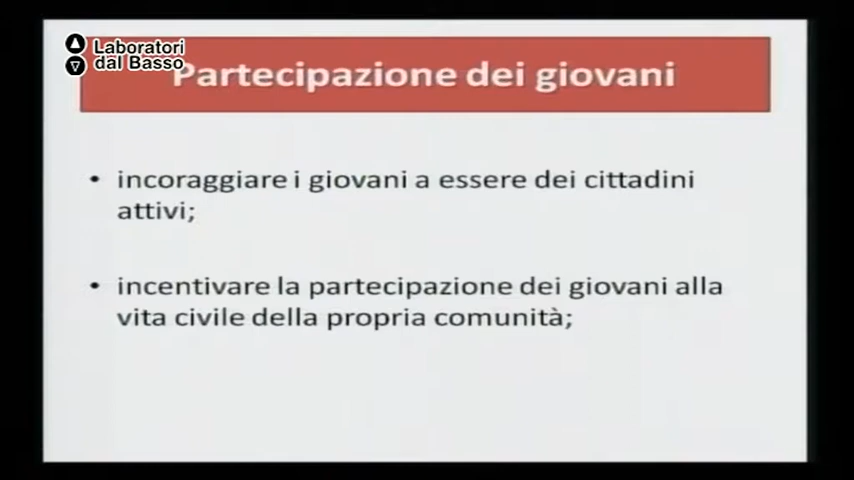 Laboratori
dal Basso
Partecipazione dei giovani
• incoraggiare i giovani a essere dei cittadini
attivi;
• incentivare la partecipazione dei giovani alla
vita civile della propria comunità;